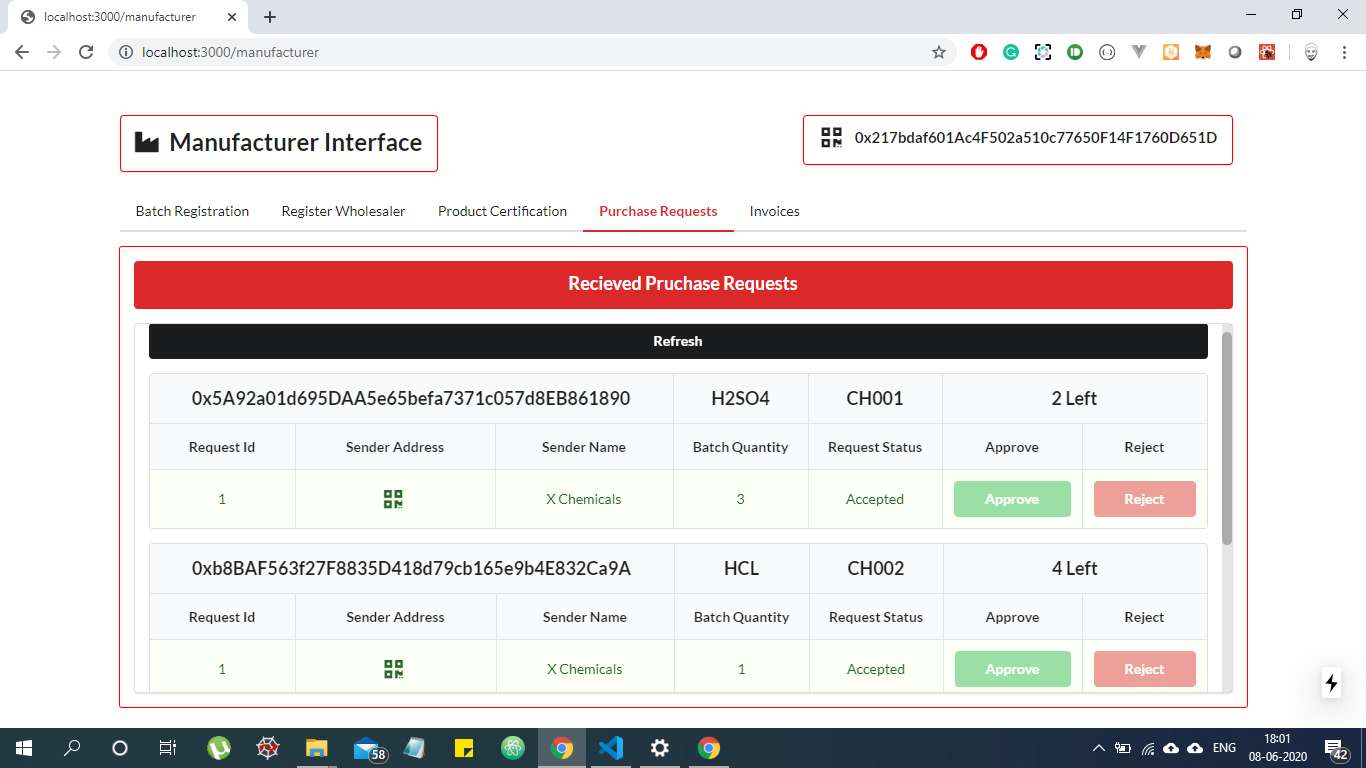 localhost:3000/manufacturer
localhost:3000/manufacturer
Manufacturer Interface
0x217bdaf601Ac4F502a510c77650F14F1760D651D
Batch Registration Register Wholesaler Product Certification Purchase Requests Invoices
Recieved Pruchase Requests
Refresh
0x5A92a01d695DAA5e65befa7371c057d8EB861890 H2SO4 CH001 2 Left
Request Id Sender Address Sender Name Batch Quantity Request Status Approve Reject
1 X Chemicals 3 Accepted Approve Reject
0xb8BAF563f27F8835D418d79cb165e9b4E832Ca9A HCL CH002 4 Left
Request Id Sender Address Sender Name Batch Quantity Request Status Approve Reject
1 X Chemicals 1 Accepted Approve Reject
58
ENG
18:01
08-06-2020
42